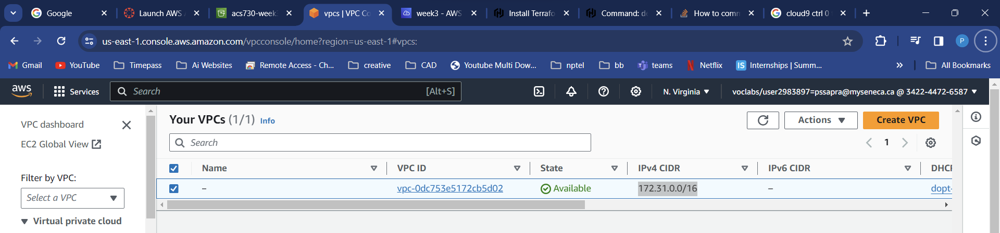 Google
Launch AWS A
acs730-week3
vpcs | VPC Co
week3 - AWS
Install Terrafo
Command: de
How to comm
cloud9 ctrl 0
us-east-1.console.aws.amazon.com/vpcconsole/home?region=us-east-1#vpcs:
P
Gmail
YouTube
Timepass
Ai Websites
Remote Access - Ch...
creative
CAD
Youtube Multi Dow...
nptel
bb
teams
Netflix
IS
Internships | Summ...
All Bookmarks
aws
Services
Search
[Alt+S]
N. Virginia
voclabs/user2983897=pssapra@myseneca.ca @ 3422-4472-6587
VPC dashboard
EC2 Global View
Filter by VPC:
Select a VPC
Virtual private cloud
Your VPCs (1/1) Info
Actions
Create VPC
Search
1
Name
VPC ID
State
IPv4 CIDR
IPv6 CIDR
DHCP
–
vpc-0dc753e5172cb5d02
Available
172.31.0.0/16
–
dopt-